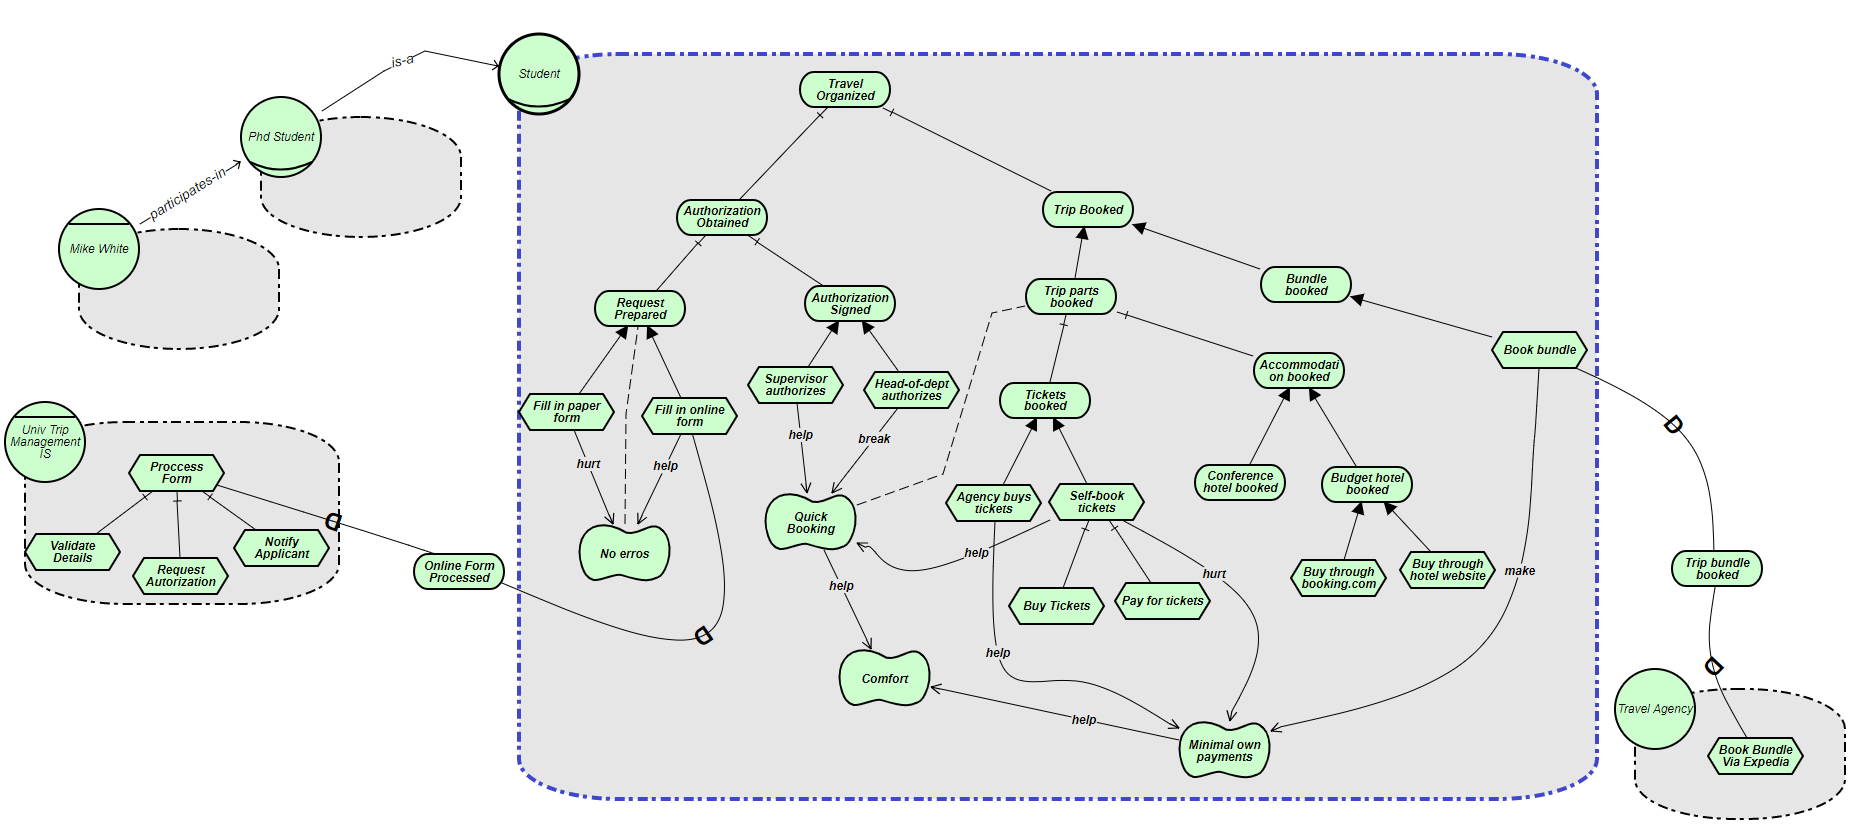 Student
is-a
Travel
Organized
Phd Student
participates-in
Mike White
Authorization
Obtained
Trip Booked
Request
Prepared
Authorization
Signed
Trip parts
booked
Bundle
booked
Book bundle
Supervisor
authorizes
Head-of-dept
authorizes
Accommodati
on booked
Tickets
booked
Fill in paper
form
Fill in online
form
help
break
Univ Trip
Management
IS
Proccess
Form
hurt
help
Conference
hotel booked
Budget hotel
booked
Agency buys
tickets
Self-book
tickets
Quick
Booking
No erros
Validate
Details
Notify
Applicant
Request
Autorization
Online Form
Processed
help
help
hurt
Buy through
booking.com
Buy through
hotel website
make
Trip bundle
booked
Buy Tickets
Pay for tickets
help
Comfort
help
Minimal own
payments
Travel Agency
Book Bundle
Via Expedia